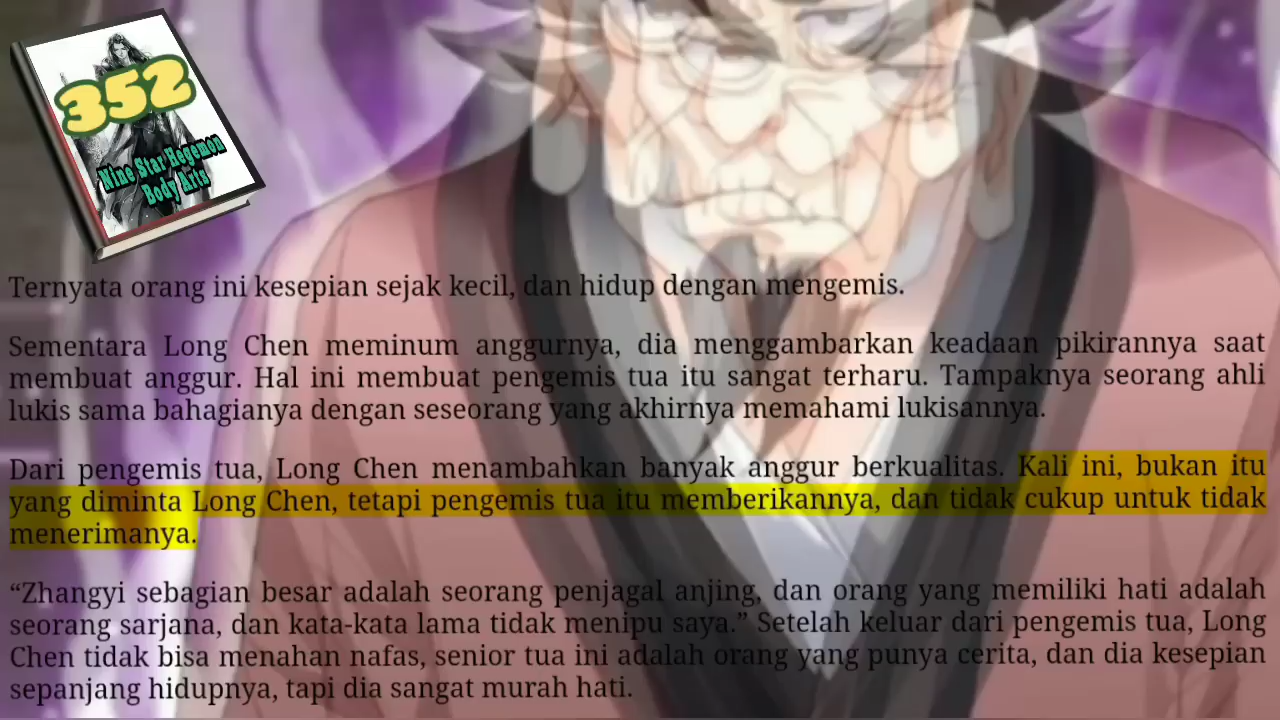 352
Nine Star Hegemon
Body Arts
Ternyata orang ini kesepian sejak kecil, dan hidup dengan mengemis.
Sementara Long Chen meminum anggurnya, dia menggambarkan keadaan pikirannya saat
membuat anggur. Hal ini membuat pengemis tua itu sangat terharu. Tampaknya seorang ahli
lukis sama bahagianya dengan seseorang yang akhirnya memahami lukisannya.
Dari pengemis tua, Long Chen menambahkan banyak anggur berkualitas. Kali ini, bukan itu
yang diminta Long Chen, tetapi pengemis tua itu memberikannya, dan tidak cukup untuk tidak
menerimanya.
“Zhangyi sebagian besar adalah seorang penjagal anjing, dan orang yang memiliki hati adalah
seorang sarjana, dan kata-kata lama tidak menipu saya.” Setelah keluar dari pengemis tua, Long
Chen tidak bisa menahan nafas, senior tua ini adalah orang yang punya cerita, dan dia kesepian
sepanjang hidupnya, tapi dia sangat murah hati.